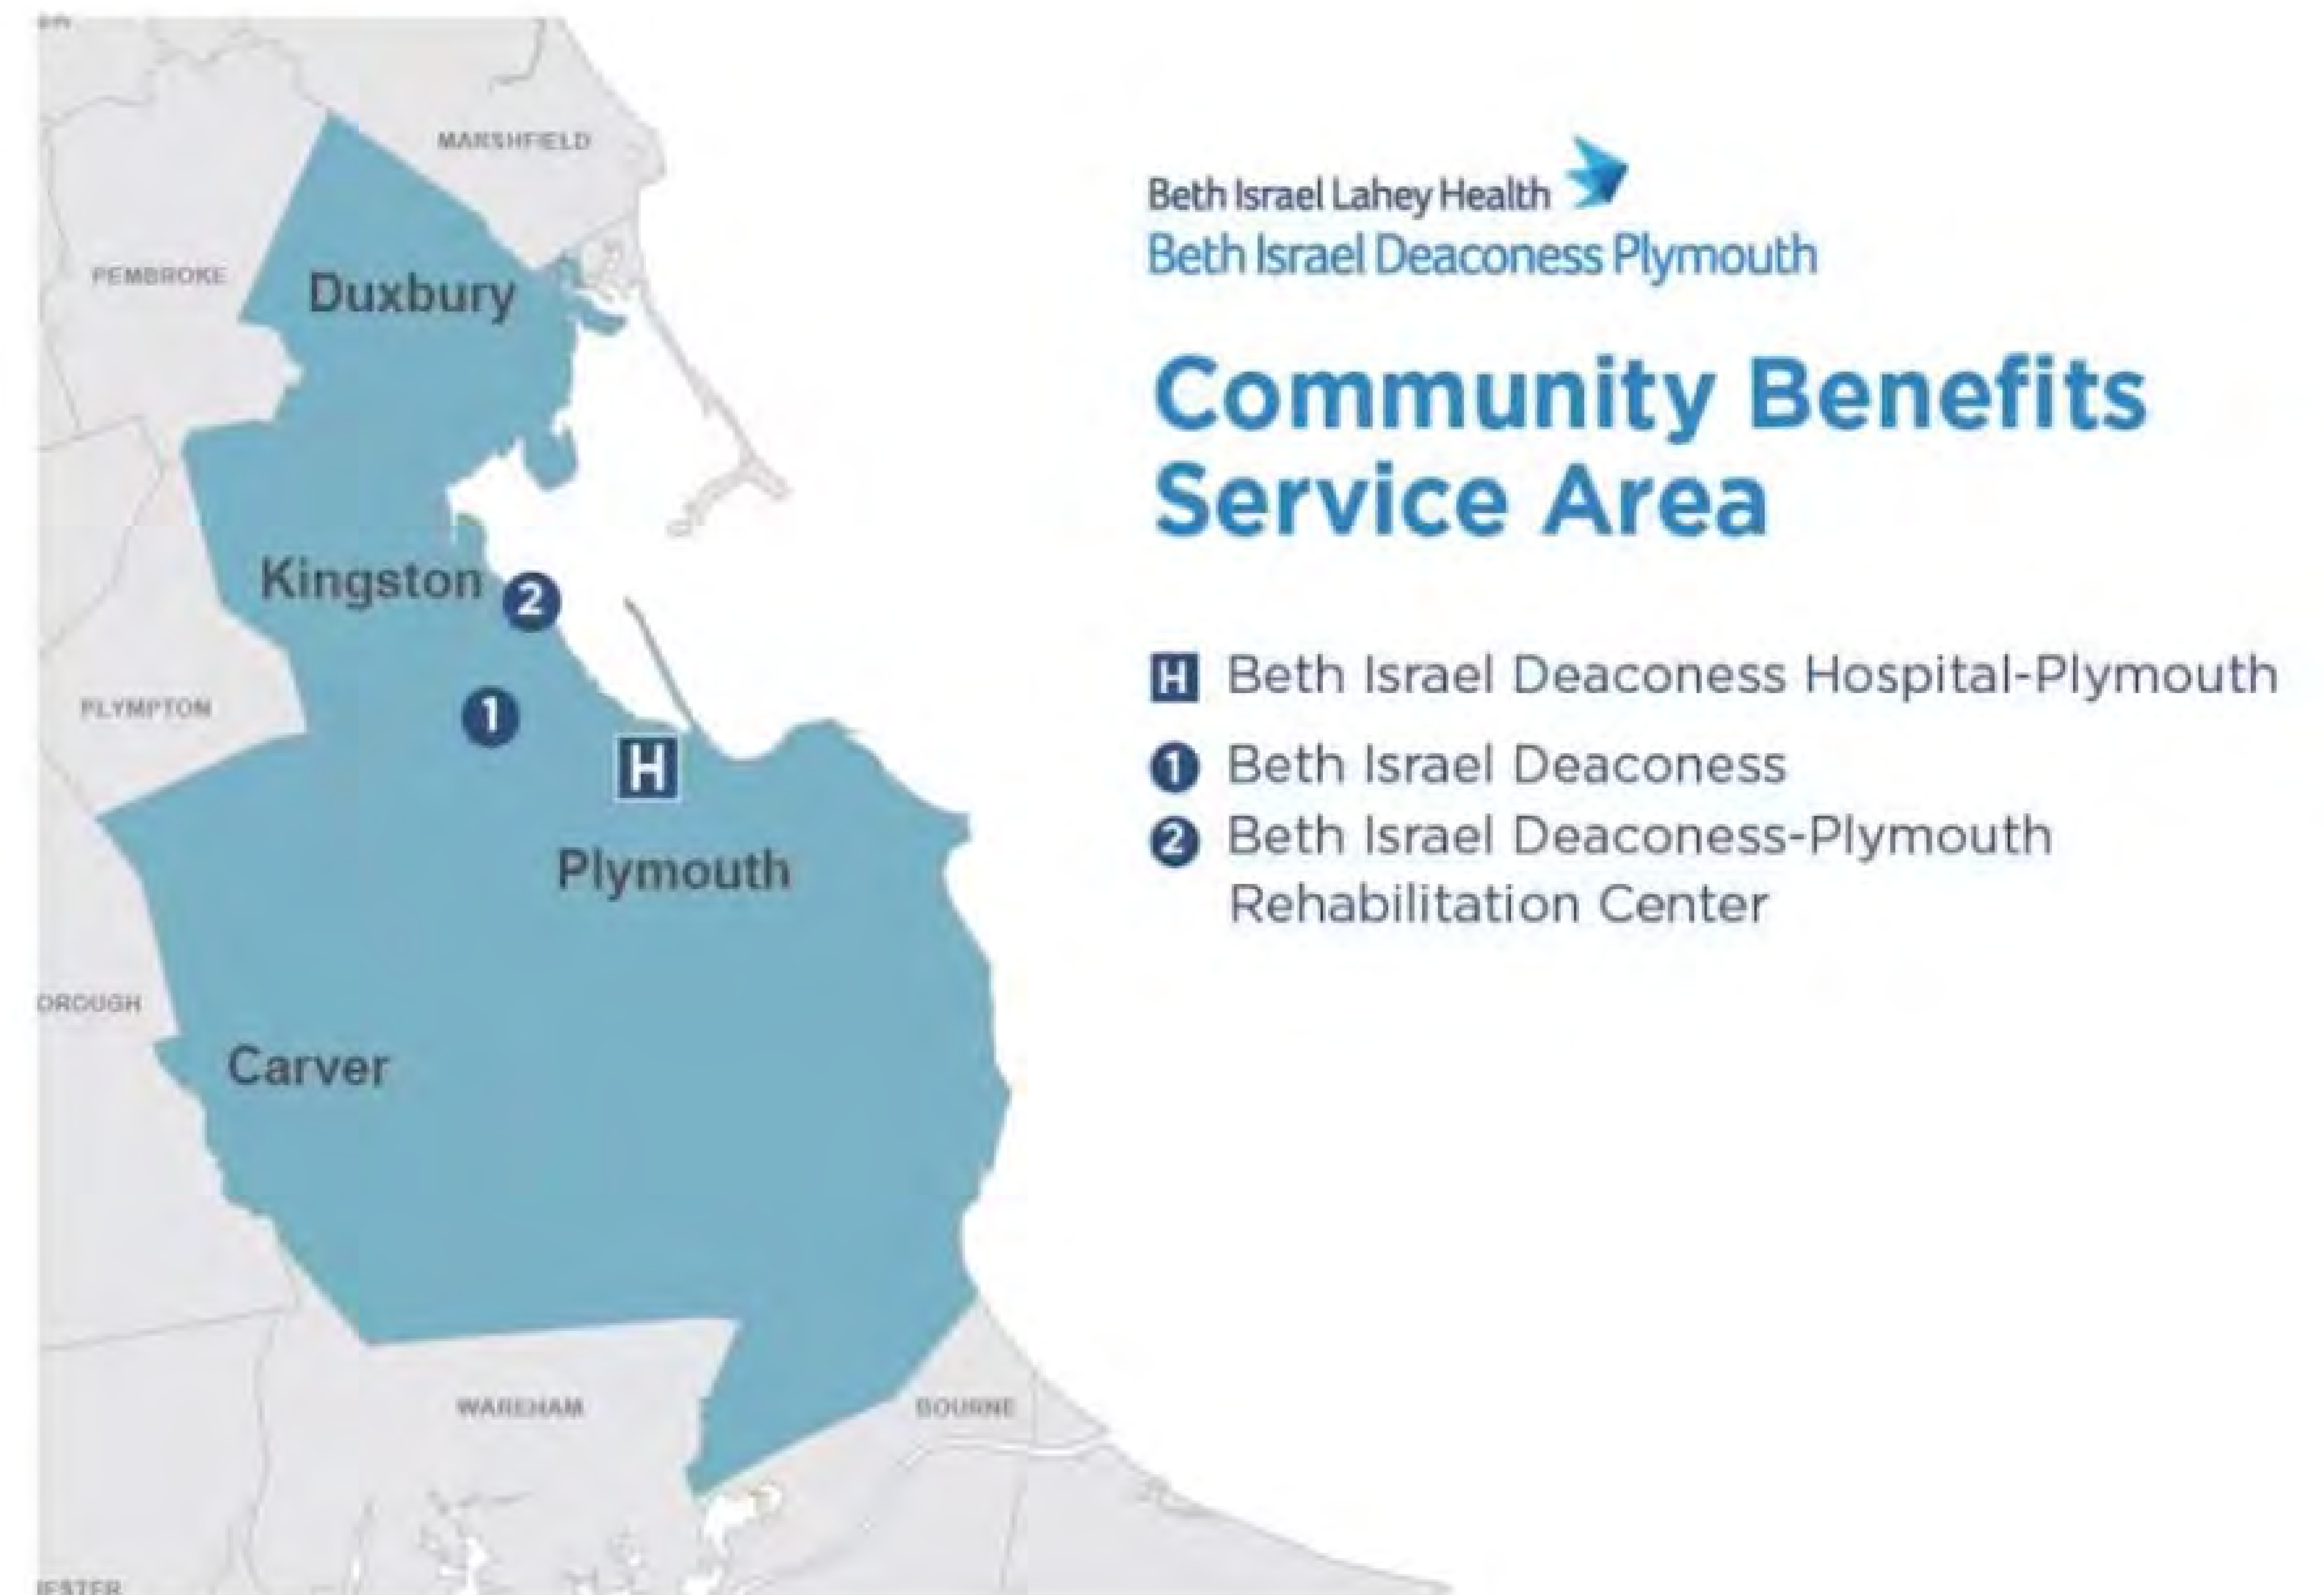 MARSHFIELD
PEMBROKE
Duxbury
Kingston
2
1
PLYMPTON
H
Plymouth
OROUGH
Carver
WAREHAM
BOURNE
Beth Israel Lahey Health
Beth Israel Deaconess Plymouth
Community Benefits
Service Area
H Beth Israel Deaconess Hospital-Plymouth
1 Beth Israel Deaconess
2 Beth Israel Deaconess-Plymouth
Rehabilitation Center